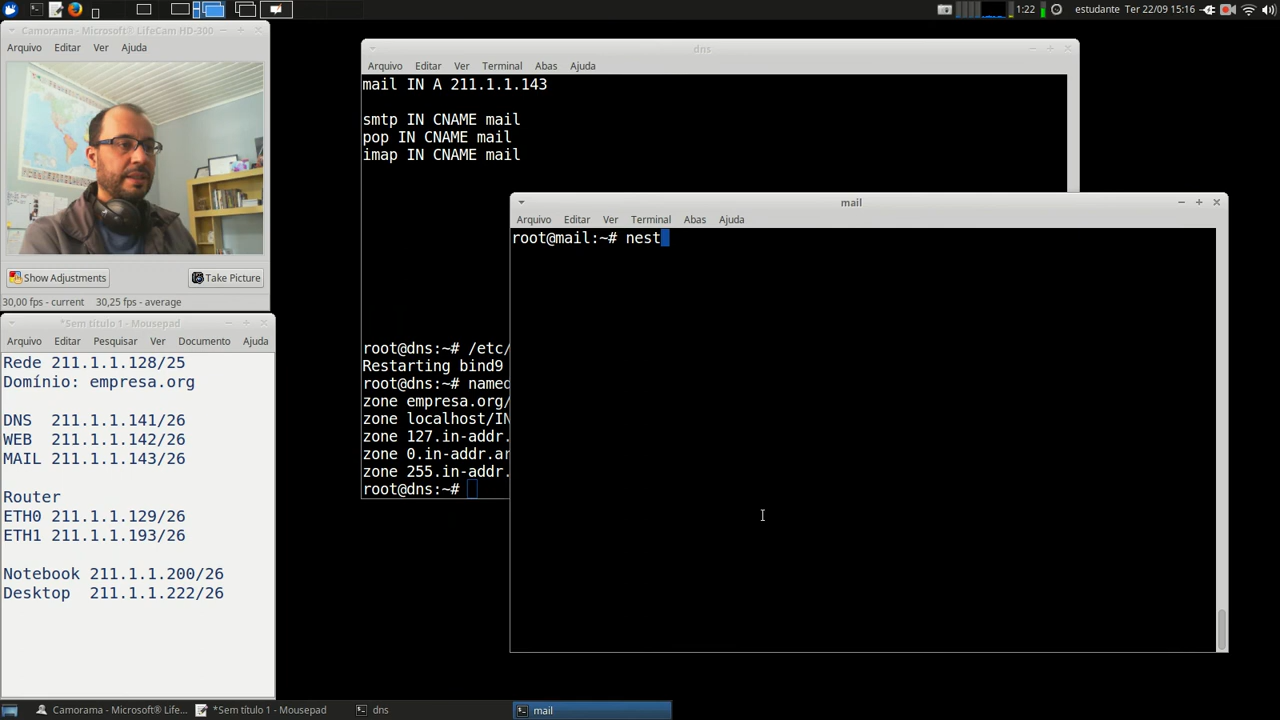 1:22
estudante
Ter 22/09 15:16
Camorama - Microsoft® LifeCam HD-300
Arquivo Editar Ver Ajuda
Show Adjustments
Take Picture
30,00 fps - current 30,25 fps - average
*Sem título 1 - Mousepad
Arquivo Editar Pesquisar Ver Documento Ajuda
Rede 211.1.1.128/25
Domínio: empresa.org
DNS 211.1.1.141/26
WEB 211.1.1.142/26
MAIL 211.1.1.143/26
Router
ETH0 211.1.1.129/26
ETH1 211.1.1.193/26
Notebook 211.1.1.200/26
Desktop 211.1.1.222/26
dns
Arquivo Editar Ver Terminal Abas Ajuda
mail IN A 211.1.1.143
smtp IN CNAME mail
pop IN CNAME mail
imap IN CNAME mail
root@dns:~# /etc/
Restarting bind9
root@dns:~# named
zone empresa.org/
zone localhost/IN
zone 127.in-addr.
zone 0.in-addr.ar
zone 255.in-addr.
root@dns:~#
mail
Arquivo Editar Ver Terminal Abas Ajuda
root@mail:~# nest
Camorama - Microsoft® LifeC...
*Sem título 1 - Mousepad
dns
mail